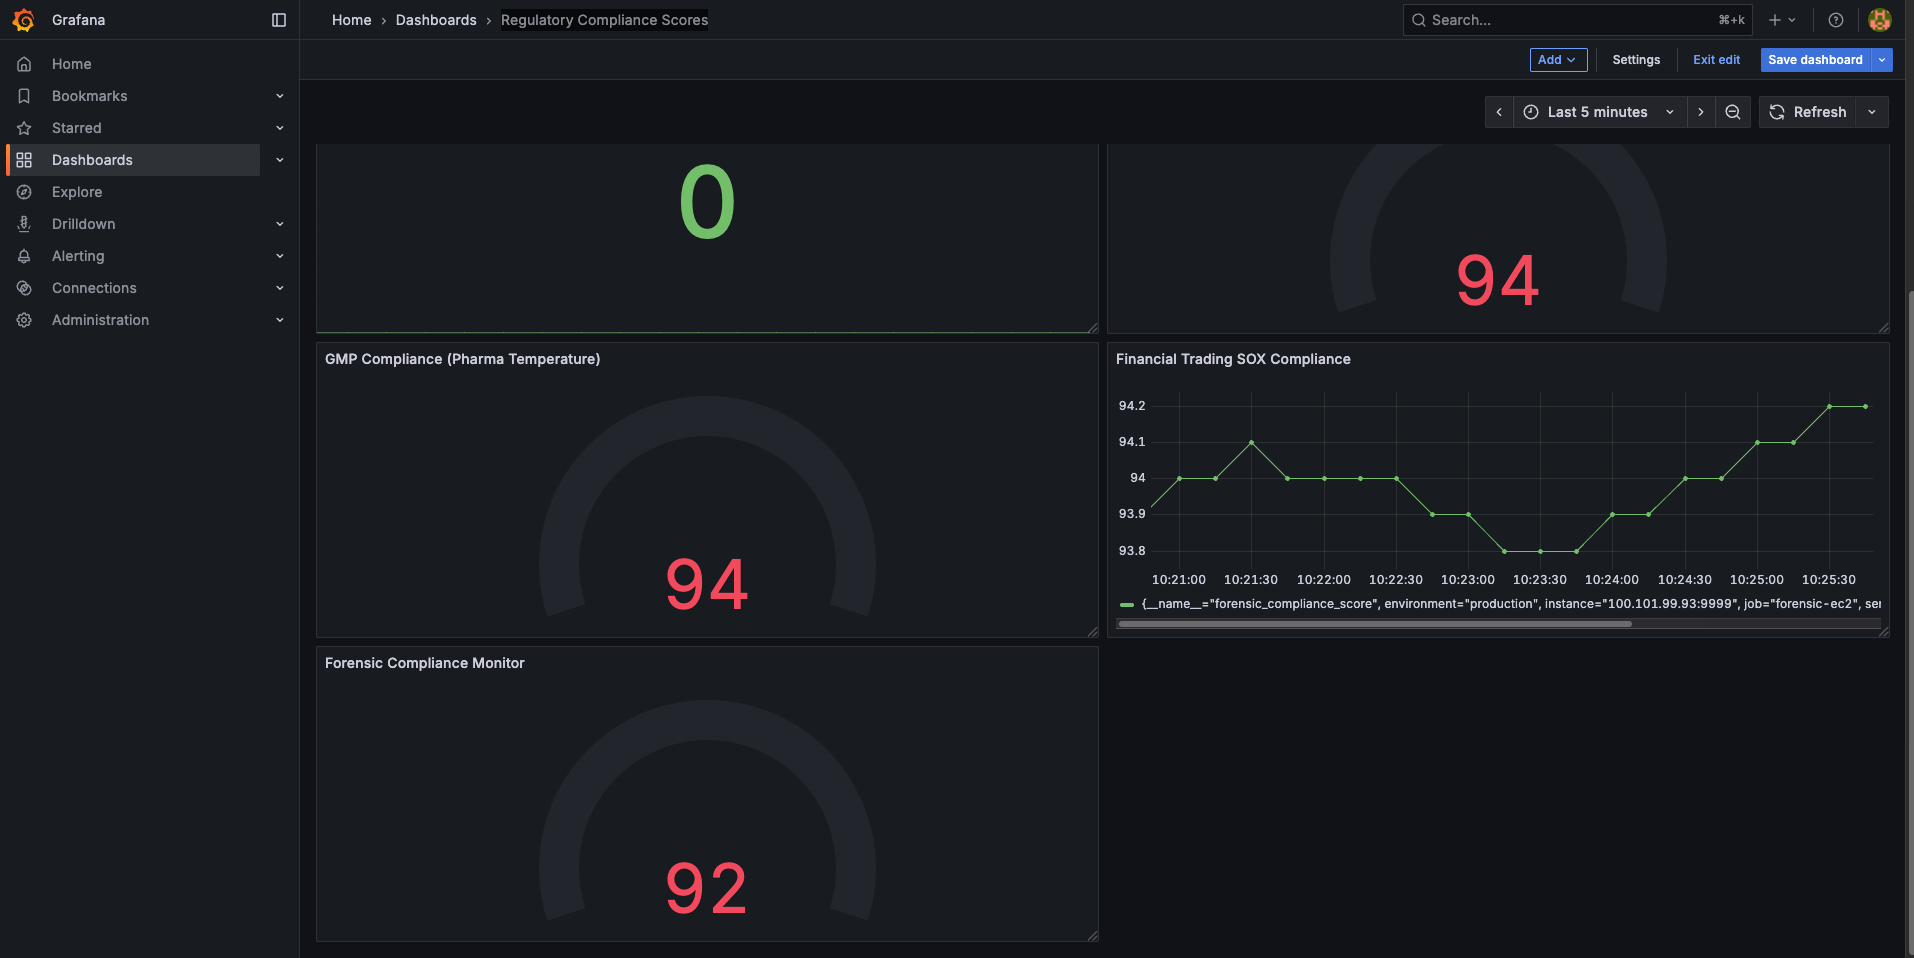 Grafana
Home › Dashboards › Regulatory Compliance Scores
Search...
⌘+k
Home
Bookmarks
Starred
Dashboards
Explore
Drilldown
Alerting
Connections
Administration
Add
Settings
Exit edit
Save dashboard
Last 5 minutes
Refresh
0
94
GMP Compliance (Pharma Temperature)
94
Financial Trading SOX Compliance
94.2
94.1
94
93.9
93.8
10:21:00 10:21:30 10:22:00 10:22:30 10:23:00 10:23:30 10:24:00 10:24:30 10:25:00 10:25:30
{__name__="forensic_compliance_score", environment="production", instance="100.101.99.93:9999", job="forensic-ec2", ser
Forensic Compliance Monitor
92